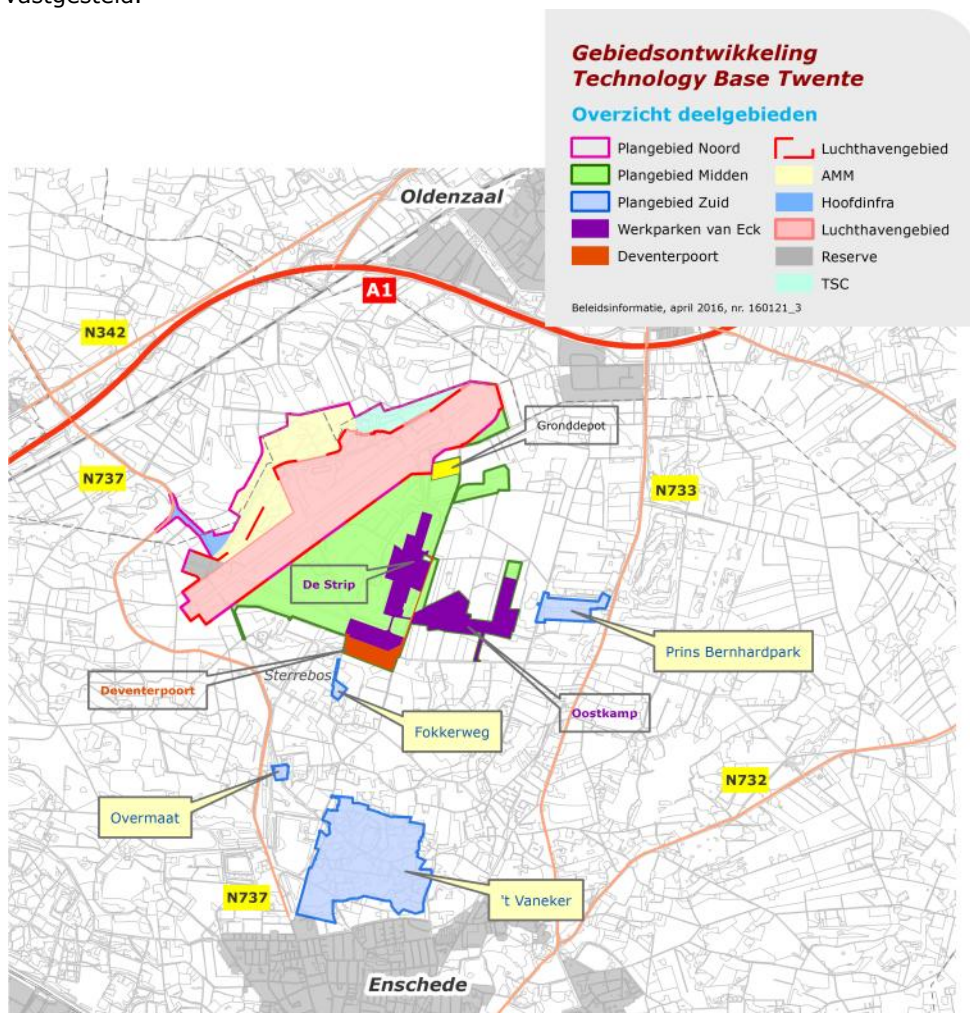 vastgesteld.
Gebiedsontwikkeling
Technology Base Twente
Overzicht deelgebieden
Plangebied Noord
Plangebied Midden
Plangebied Zuid
Werkparken van Eck
Deventerpoort
Luchthavengebied
AMM
Hoofdinfra
Luchthavengebied
Reserve
TSC
Beleidsinformatie, april 2016, nr. 160121_3
Oldenzaal
A1
N342
Gronddepot
N737
N733
De Strip
Prins Bernhardpark
Sterrebos
Deventerpoort
Oostkamp
Fokkerweg
N732
Overmaat
N737
't Vaneker
Enschede